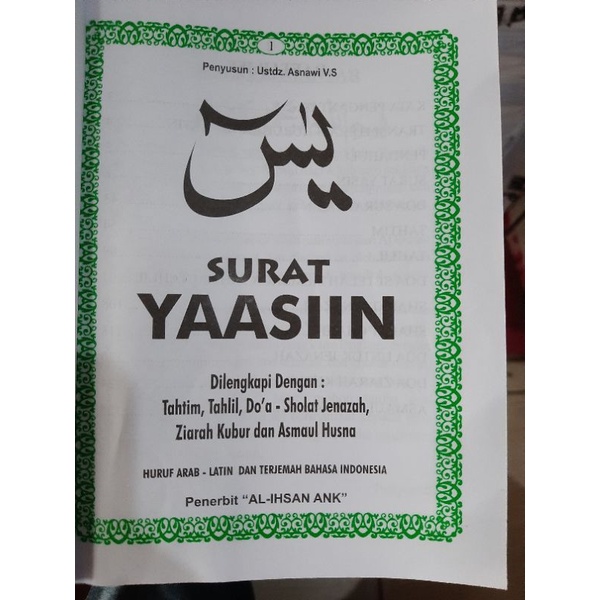 1
Penyusun : Ustdz. Asnawi V.S
يس
SURAT
YAASIIN
Dilengkapi Dengan :
Tahtim, Tahlil, Do'a - Sholat Jenazah,
Ziarah Kubur dan Asmaul Husna
HURUF ARAB - LATIN DAN TERJEMAH BAHASA INDONESIA
Penerbit "AL-IHSAN ANK"